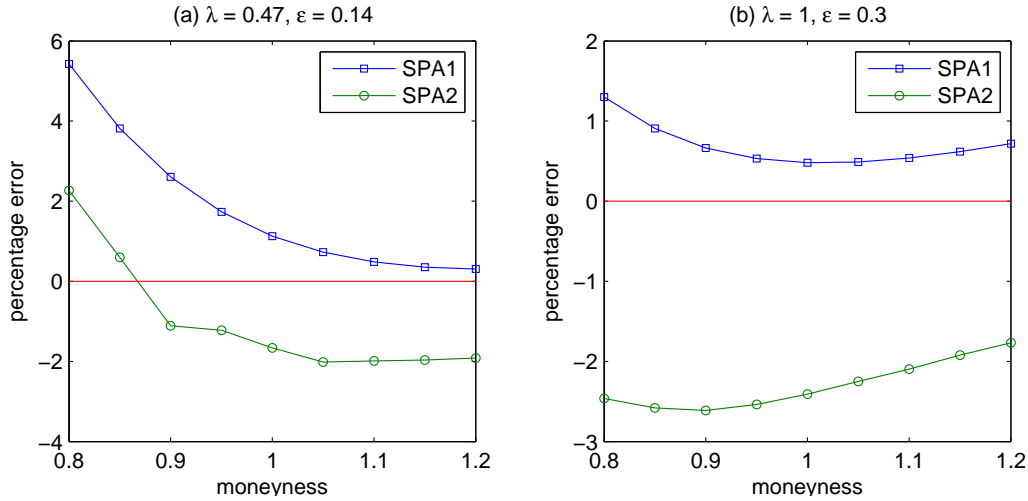 (a) λ = 0.47, ε = 0.14
6
4
2
0
−2
−4
percentage error
SPA1
SPA2
0.8
0.9
1
1.1
1.2
moneyness
(b) λ = 1, ε = 0.3
2
1
0
−1
−2
−3
percentage error
SPA1
SPA2
0.8
0.9
1
1.1
1.2
moneyness